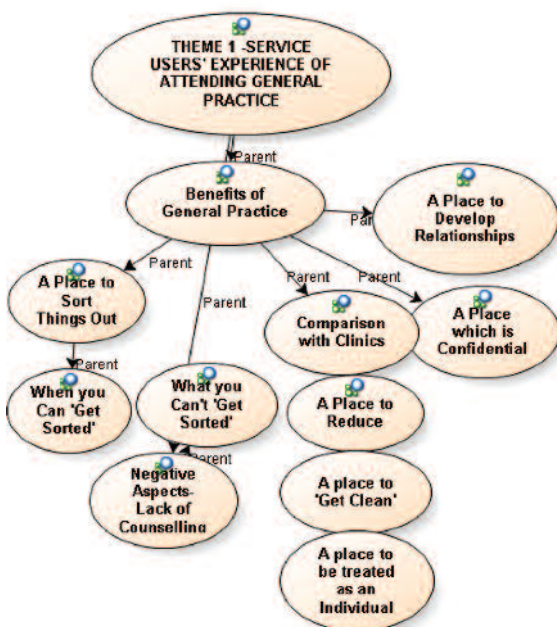 THEME 1 -SERVICE
USERS' EXPERIENCE OF
ATTENDING GENERAL
PRACTICE
Parent
Benefits of
General Practice
A Place to
Develop
Relationships
Parent
Parent
Parent
Parent
A Place to
Sort
Things Out
Parent
Comparison
with Clinics
A Place
which is
Confidential
Parent
When you
Can 'Get
Sorted'
What you
Can't 'Get
Sorted'
A Place to
Reduce
Parent
Negative
Aspects-
Lack of
Counselling
A place to
'Get Clean'
A place to
be treated
as an
Individual